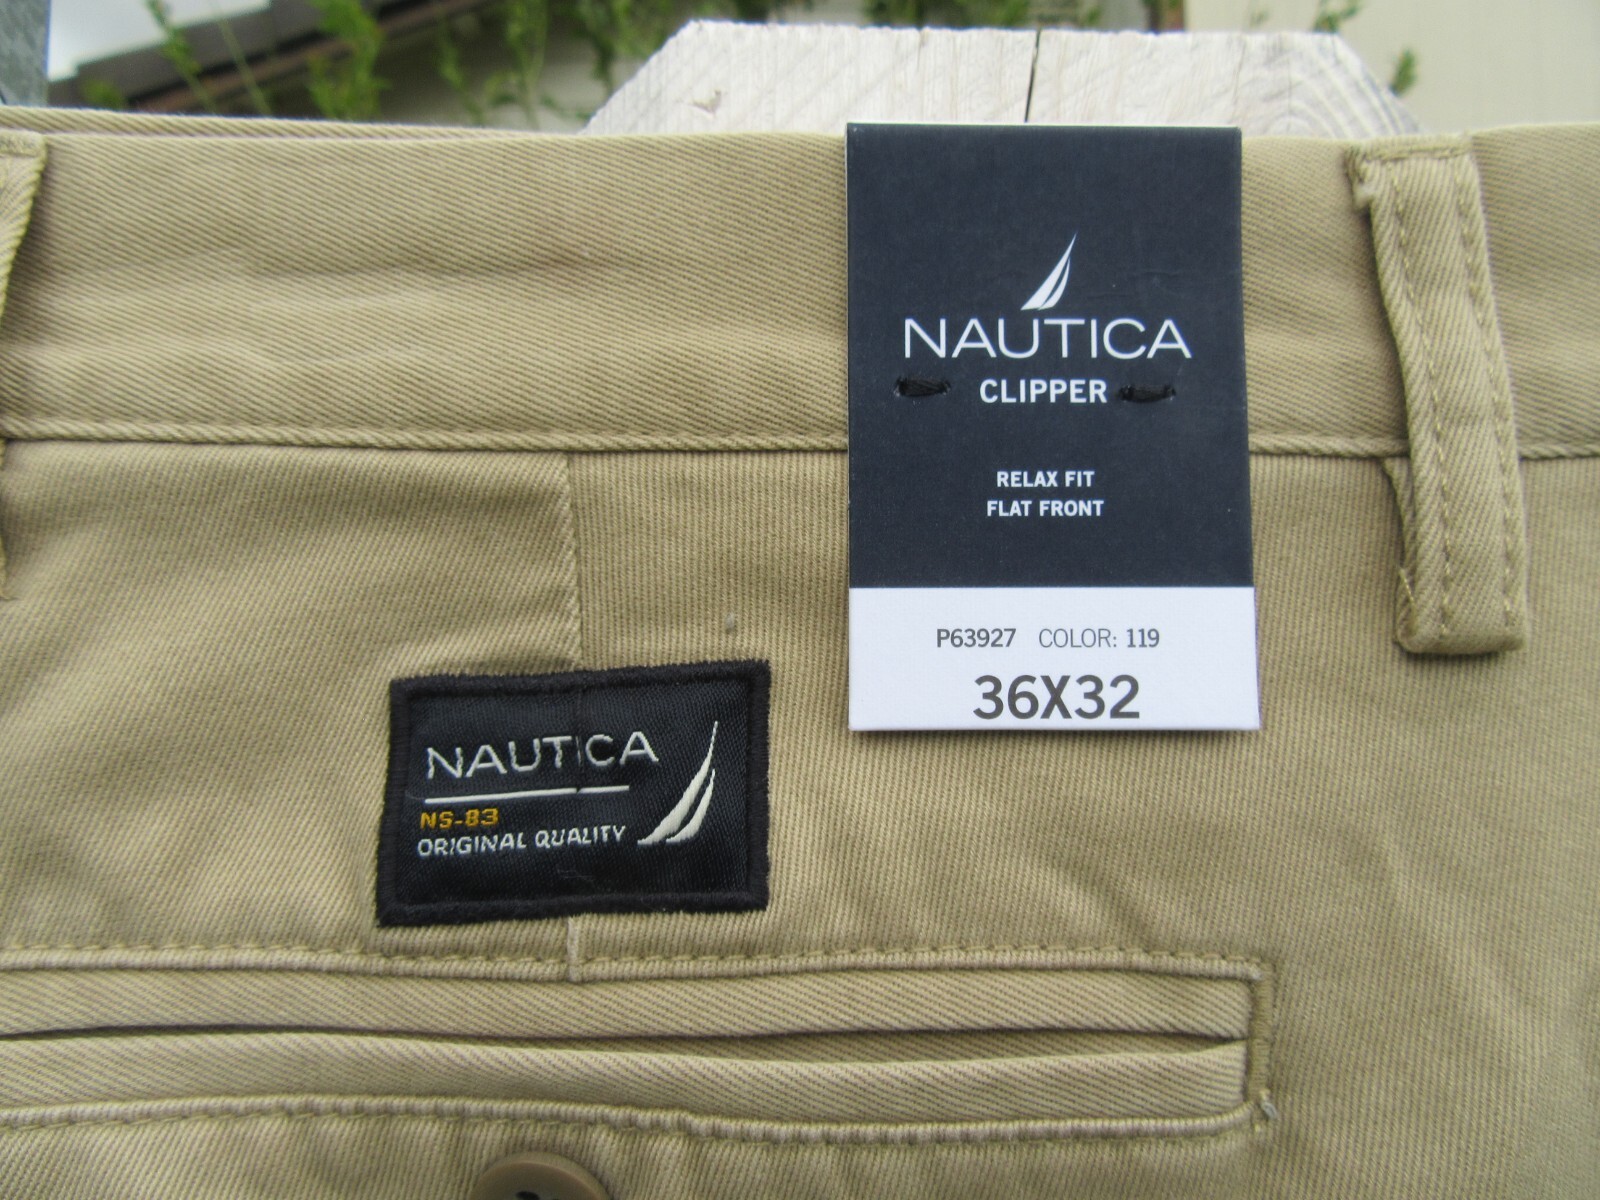 NAUTICA
CLIPPER
RELAX FIT
FLAT FRONT
P63927 COLOR: 119
36X32
NAUTICA
NS-83
ORIGINAL QUALITY